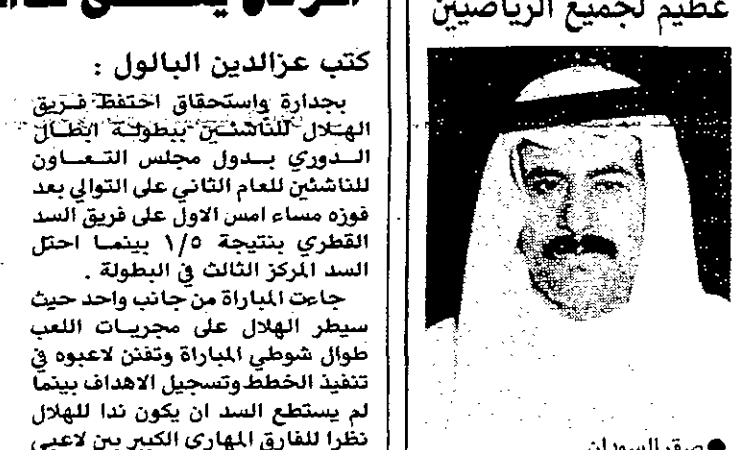 عظيم لجميع الرياضيين
كتب عزالدين البالول :
بجدارة واستحقاق احتفظ فريق
الهلال للناشئين ببطولة ابطال
الدوري بدول مجلس التعاون
للناشئين للعام الثاني على التوالي بعد
فوزه مساء امس الاول على فريق السد
القطري بنتيجة ١/٥ بينما احتل
السد المركز الثالث في البطولة .
جاءت المباراة من جانب واحد حيث
سيطر الهلال على مجريات اللعب
طوال شوطي المباراة وتفنن لاعبوه في
تنفيذ الخطط وتسجيل الاهداف بينما
لم يستطع السد ان يكون ندا للهلال
نظرا للفارق المهاري الكبير بين لاعبي
● صقر السودان